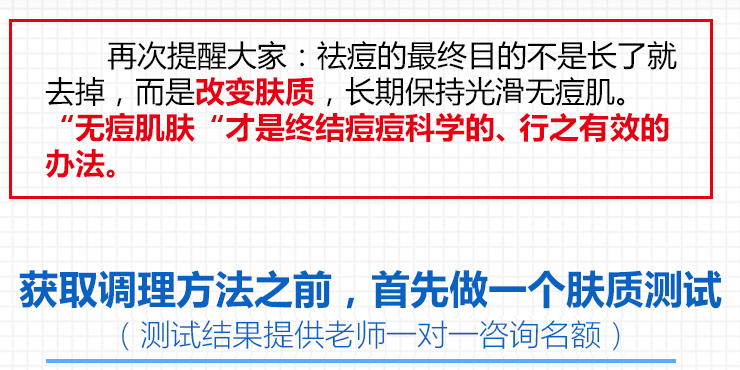 再次提醒大家：祛痘的最终目的不是长了就
去掉，而是改变肤质，长期保持光滑无痘肌。
“无痘肌肤“才是终结痘痘科学的、行之有效的
办法。
获取调理方法之前，首先做一个肤质测试
（测试结果提供老师一对一咨询名额）